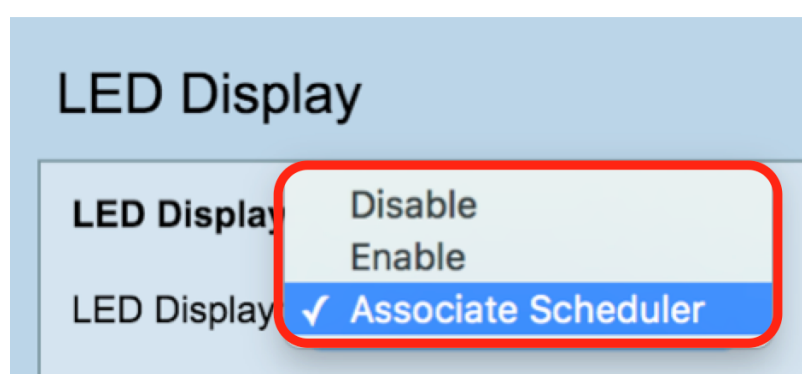 LED Display
LED Display
Disable
Enable
LED Display ✓ Associate Scheduler